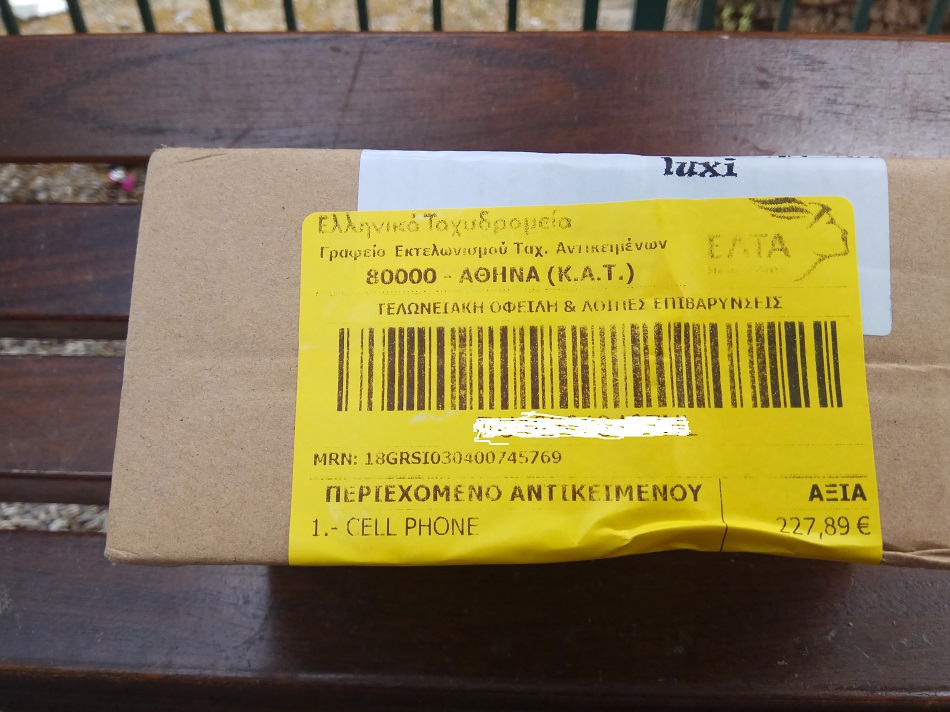 luxi
Ελληνικά Ταχυδρομεία
Γραφείο Εκτελωνισμού Ταχ. Αντικειμένων
ΕΛΤΑ
80000 - ΑΘΗΝΑ (Κ.Α.Τ.)
ΤΕΛΩΝΕΙΑΚΗ ΟΦΕΙΛΗ & ΛΟΙΠΕΣ ΕΠΙΒΑΡΥΝΣΕΙΣ
MRN: 18GRSI030400745769
ΠΕΡΙΕΧΟΜΕΝΟ ΑΝΤΙΚΕΙΜΕΝΟΥ ΑΞΙΑ
1.- CELL PHONE 227,89 €